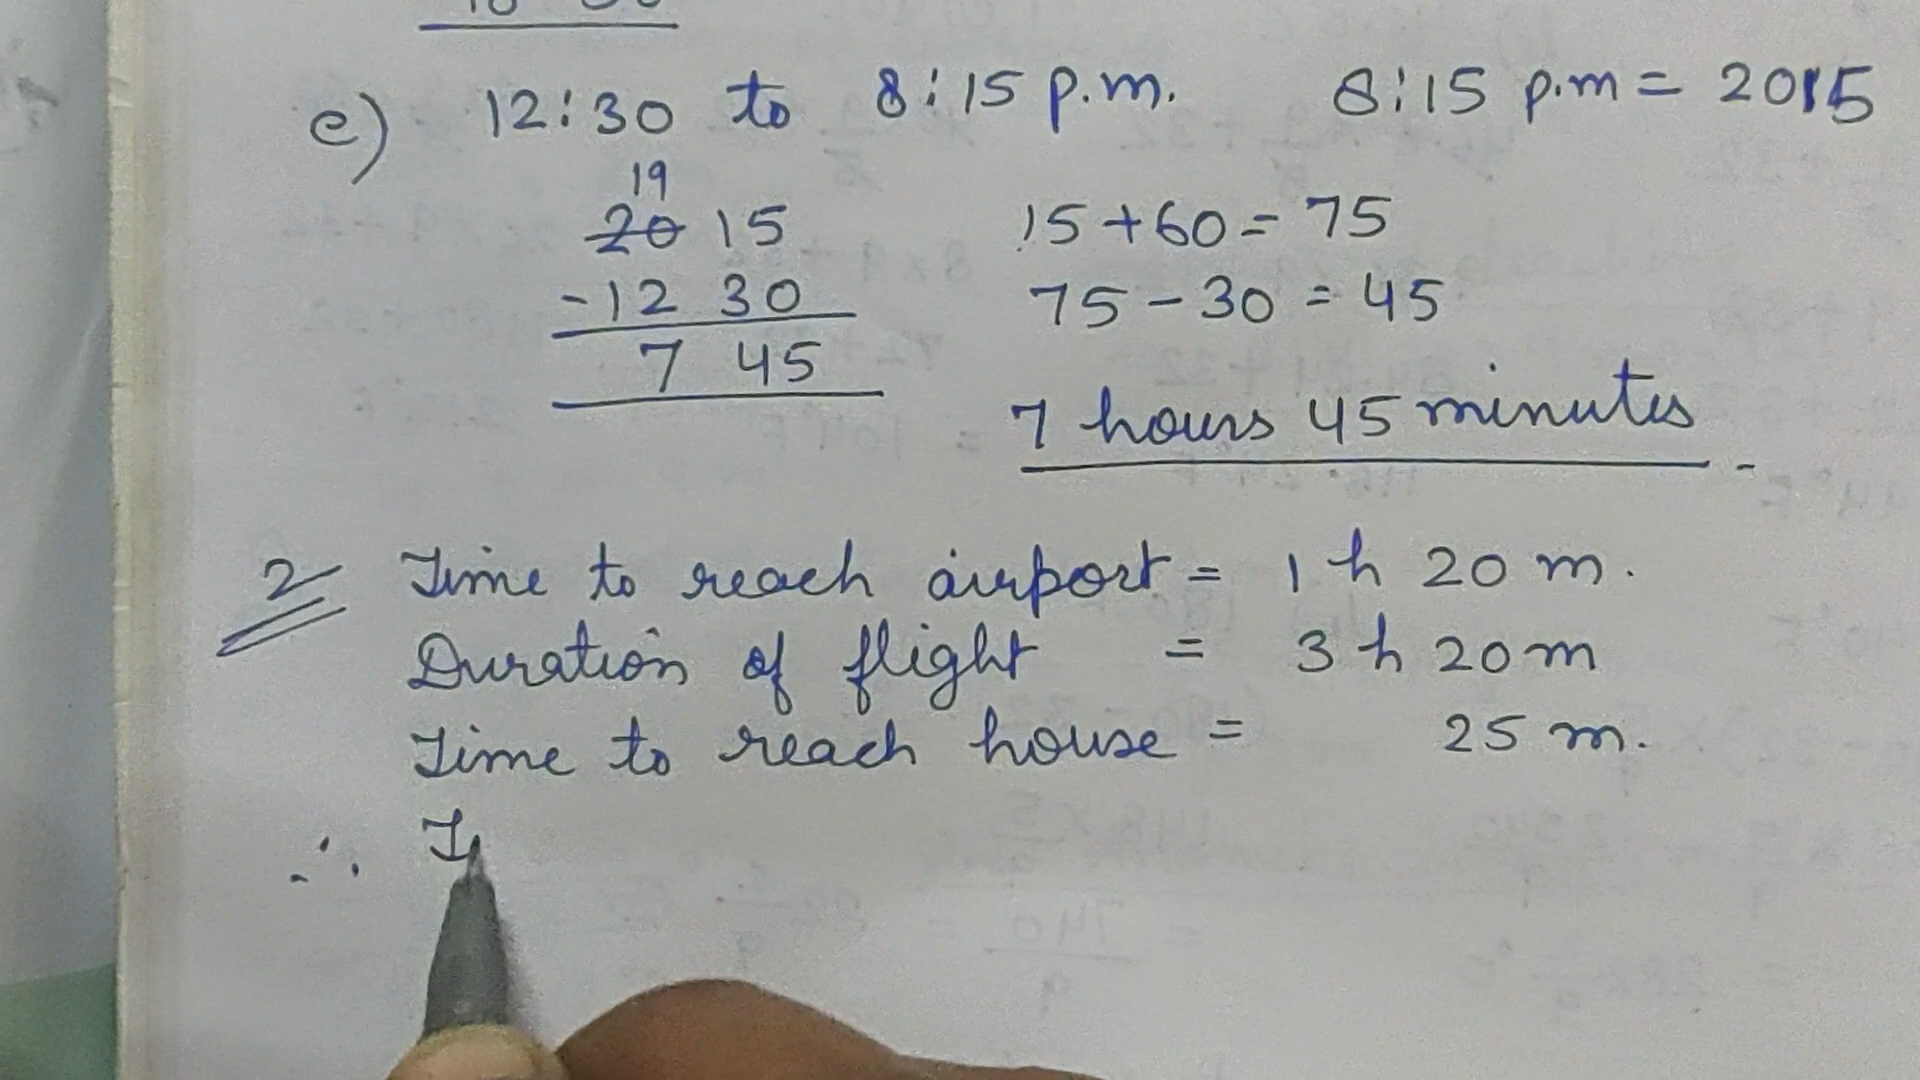 e) 12:30 to 8:15 p.m. 8:15 p.m = 2015
19
20 15 15+60=75
-12 30 75-30=45
7 45
7 hours 45 minutes
2 Time to reach airport = 1 h 20 m.
Duration of flight = 3 h 20 m
Time to reach house = 25 m.
∴ T